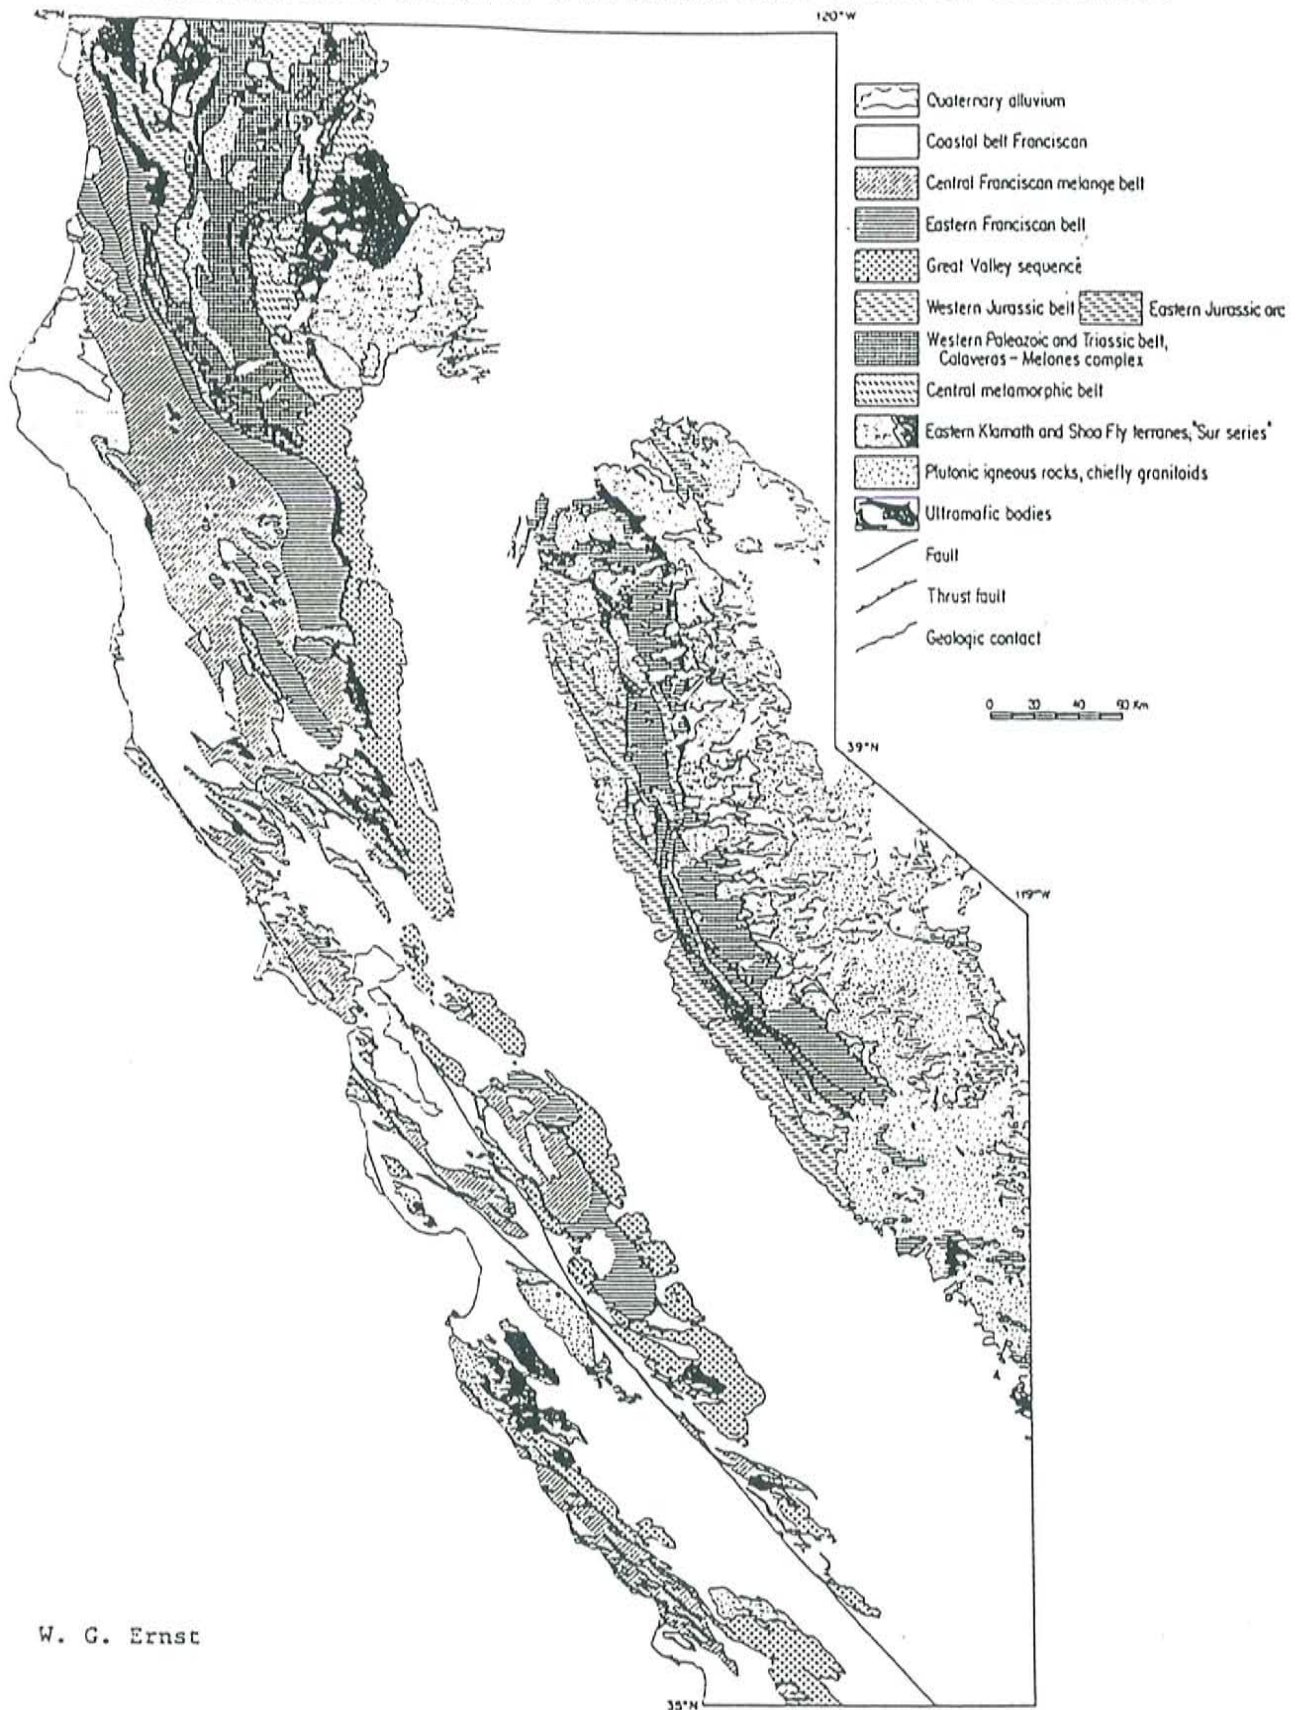 42°N
120°W
Quaternary alluvium
Coastal belt Franciscan
Central Franciscan melange belt
Eastern Franciscan belt
Great Valley sequence
Western Jurassic belt
Eastern Jurassic arc
Western Paleozoic and Triassic belt,
Calaveras - Melones complex
Central metamorphic belt
Eastern Klamath and Shoo Fly terranes, "Sur series"
Plutonic igneous rocks, chiefly granitoids
Ultramafic bodies
Fault
Thrust fault
Geologic contact
0 20 40 Km
39°N
119°W
W. G. Ernst
35°N